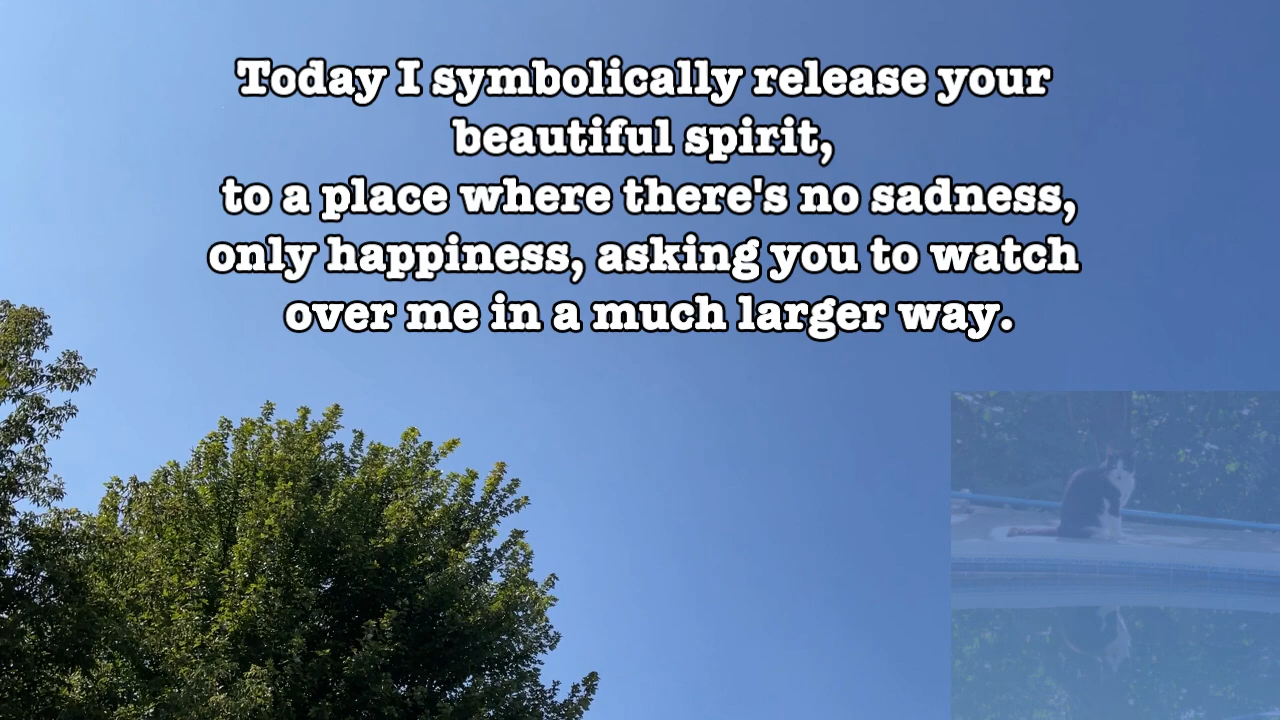 Today I symbolically release your
beautiful spirit,
to a place where there's no sadness,
only happiness, asking you to watch
over me in a much larger way.